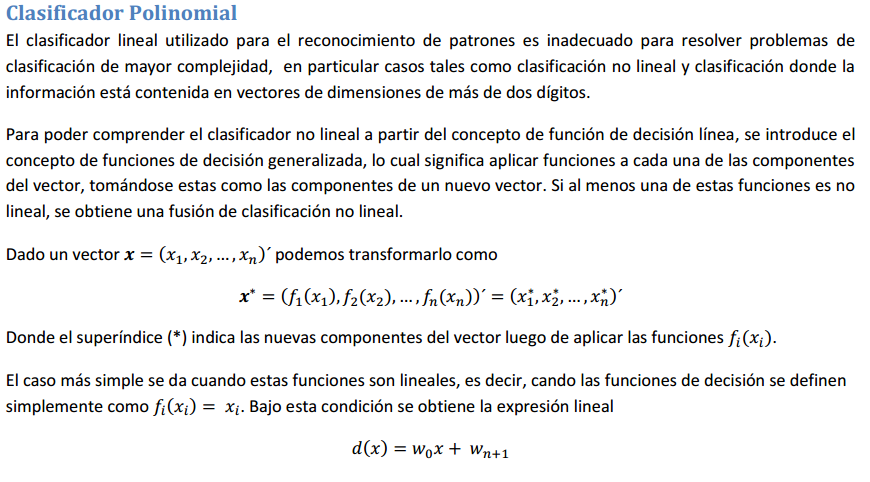 Clasificador Polinomial
El clasificador lineal utilizado para el reconocimiento de patrones es inadecuado para resolver problemas de
clasificación de mayor complejidad, en particular casos tales como clasificación no lineal y clasificación donde la
información está contenida en vectores de dimensiones de más de dos dígitos.
Para poder comprender el clasificador no lineal a partir del concepto de función de decisión línea, se introduce el
concepto de funciones de decisión generalizada, lo cual significa aplicar funciones a cada una de las componentes
del vector, tomándose estas como las componentes de un nuevo vector. Si al menos una de estas funciones es no
lineal, se obtiene una fusión de clasificación no lineal.
Dado un vector x = (x₁, x₂, … , xₙ)´ podemos transformarlo como
x* = (f₁(x₁), f₂(x₂), … , fₙ(xₙ))´ = (x₁*, x₂*, … , xₙ*)´
Donde el superíndice (*) indica las nuevas componentes del vector luego de aplicar las funciones fᵢ(xᵢ).
El caso más simple se da cuando estas funciones son lineales, es decir, cando las funciones de decisión se definen
simplemente como fᵢ(xᵢ) = xᵢ. Bajo esta condición se obtiene la expresión lineal
d(x) = w₀x + wₙ₊₁